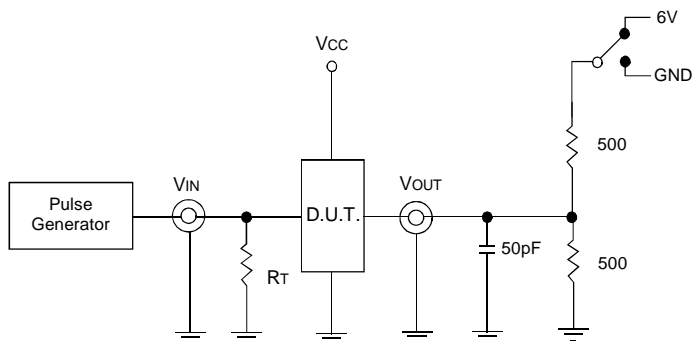 6V
GND
VCC
500
Pulse
Generator
VIN
D.U.T.
VOUT
RT
50pF
500